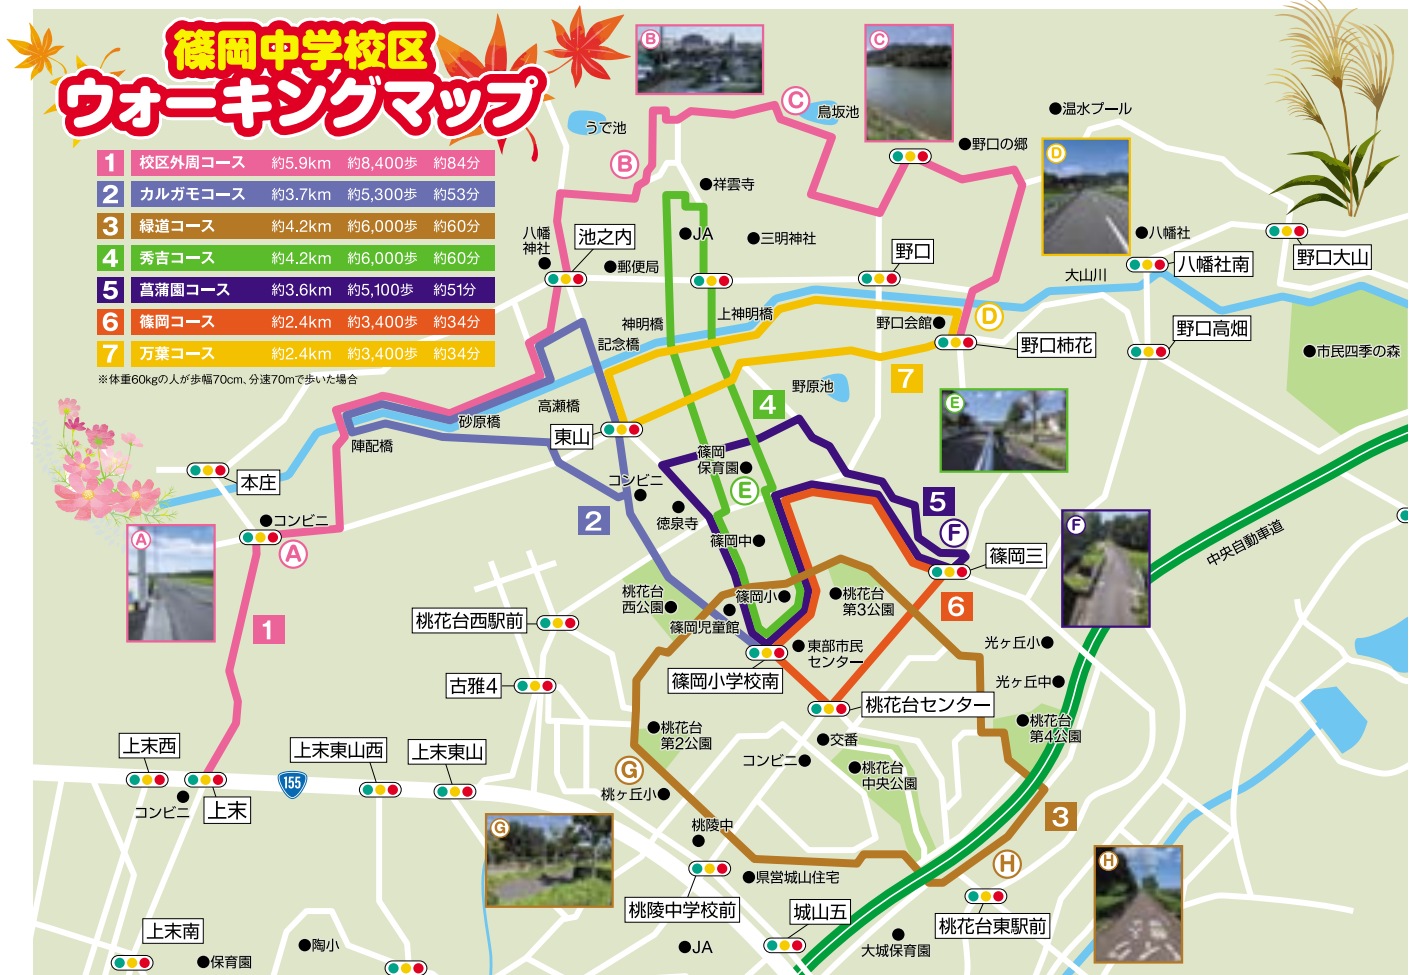 篠岡中学校区
ウォーキングマップ
1 校区外周コース 約5.9km 約8,400歩 約84分
2 カルガモコース 約3.7km 約5,300歩 約53分
3 緑道コース 約4.2km 約6,000歩 約60分
4 秀吉コース 約4.2km 約6,000歩 約60分
5 菖蒲園コース 約3.6km 約5,100歩 約51分
6 篠岡コース 約2.4km 約3,400歩 約34分
7 万葉コース 約2.4km 約3,400歩 約34分
※体重60kgの人が歩幅70cm、分速70mで歩いた場合
B
C
うで池
C
鳥坂池
温水プール
野口の郷
D
B
祥雲寺
八幡
神社
池之内
JA
三明神社
郵便局
野口
八幡社
野口大山
八幡社南
大山川
神明橋
上神明橋
記念橋
野口会館
D
野口柿花
野口高畑
市民四季の森
高瀬橋
砂原橋
陣配橋
野原池
7
4
E
東山
本庄
コンビニ
A
A
コンビニ
2
徳泉寺
篠岡
保育園
E
篠岡中
5
F
F
篠岡三
中央自動車道
1
桃花台
西公園
篠岡小
篠岡児童館
桃花台
第3公園
6
桃花台西駅前
東部市民
センター
光ヶ丘小
篠岡小学校南
古雅4
光ヶ丘中
桃花台センター
桃花台
第2公園
桃花台
第4公園
交番
コンビニ
桃花台
中央公園
上末西
上末東山西
上末東山
155
コンビニ
上末
G
桃ヶ丘小
3
G
桃陵中
H
H
県営城山住宅
桃陵中学校前
城山五
桃花台東駅前
大城保育園
上末南
陶小
保育園
JA